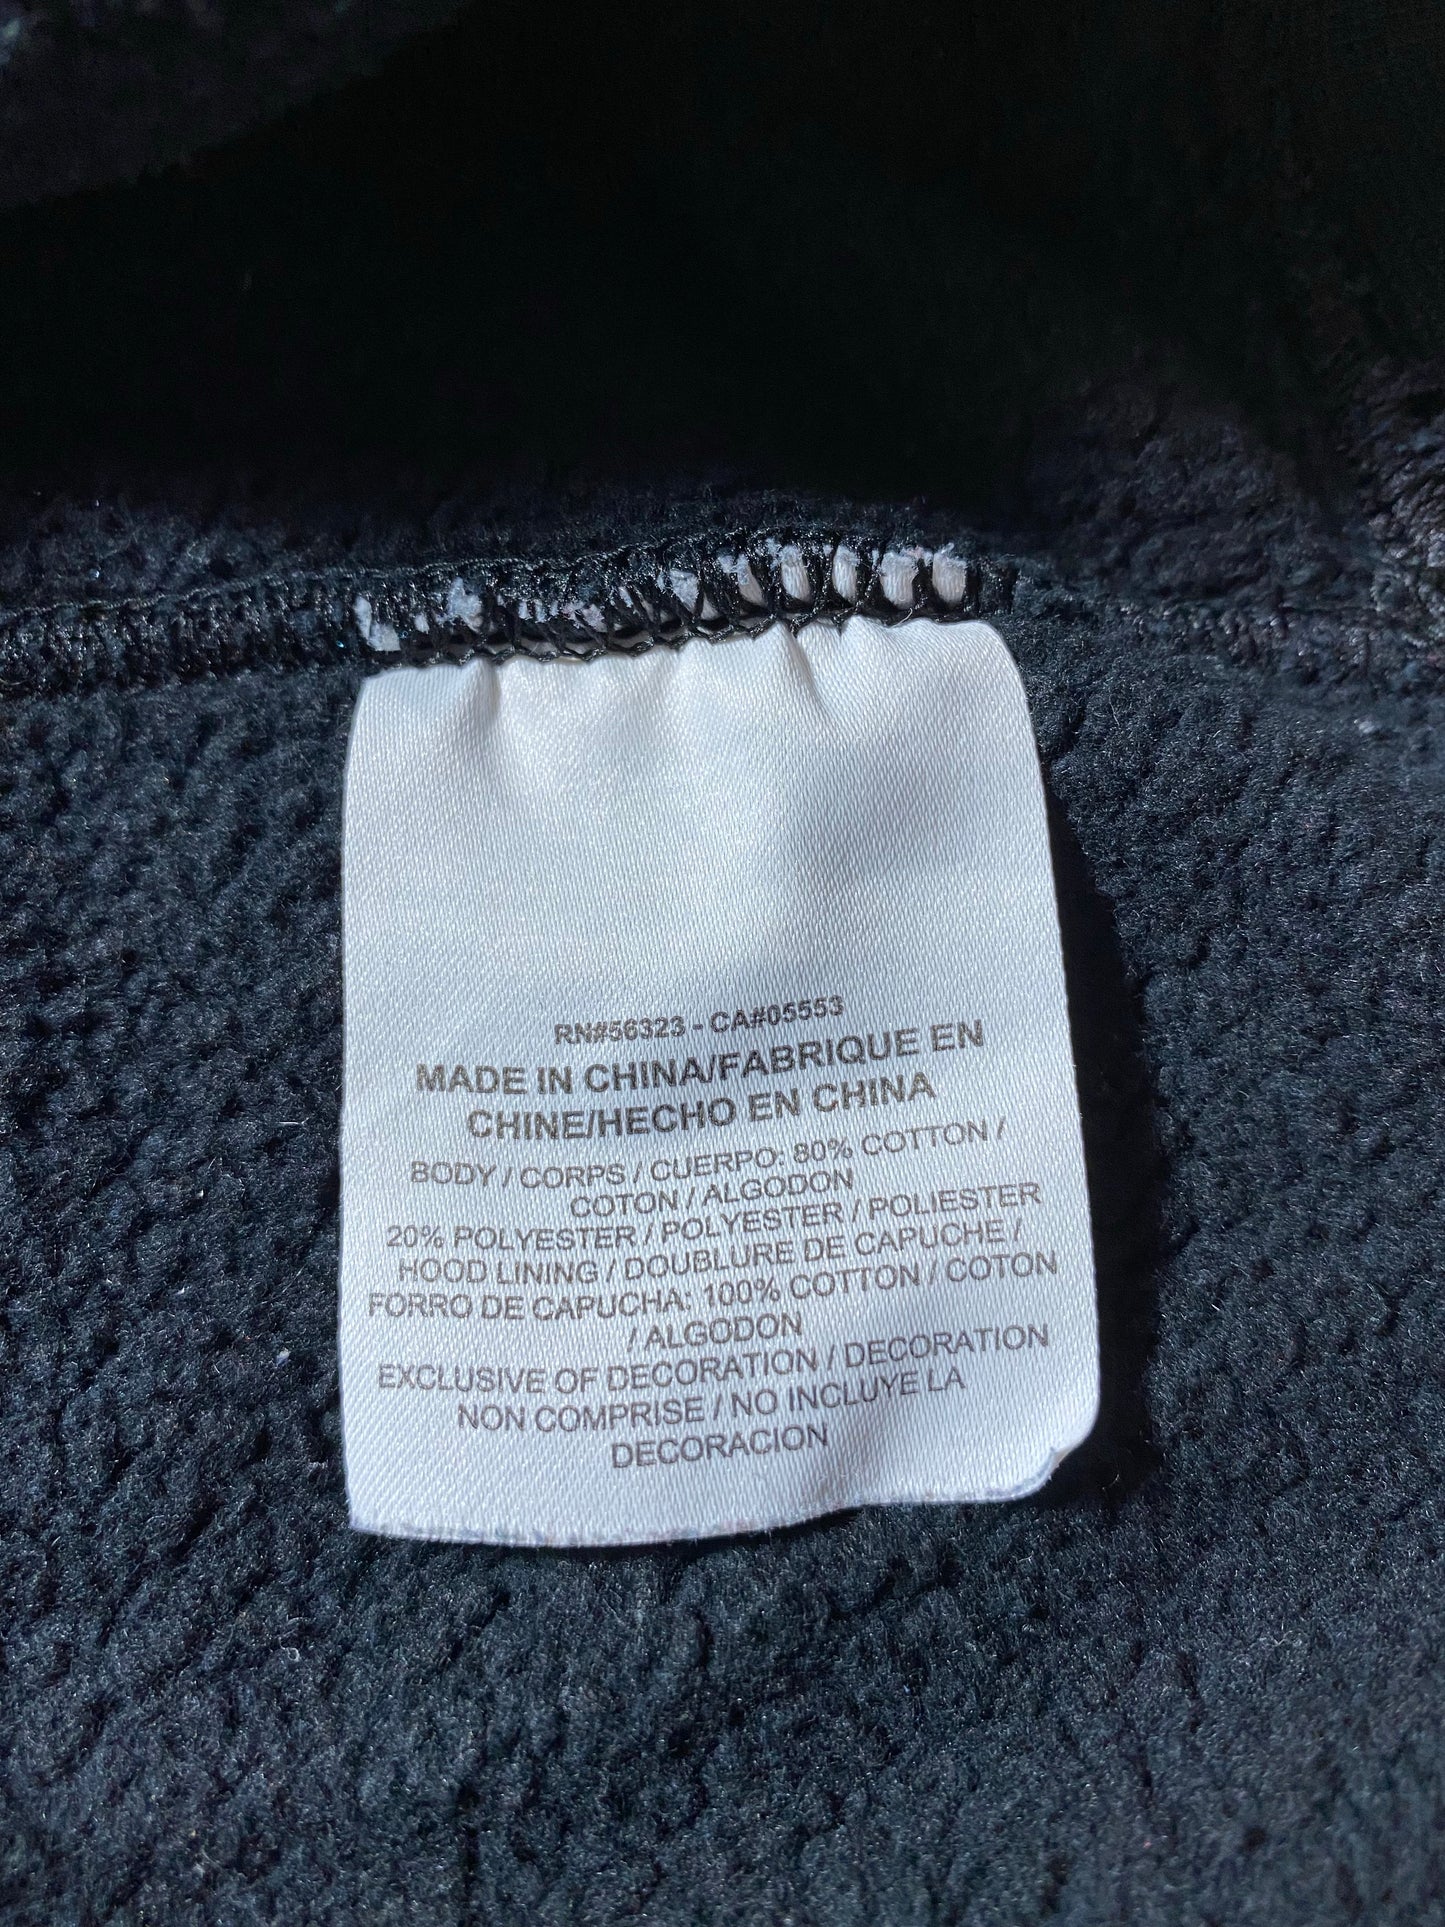 RN#56323 - CA#05553
MADE IN CHINA/FABRIQUE EN
CHINE/HECHO EN CHINA
BODY / CORPS / CUERPO: 80% COTTON /
COTON / ALGODON
20% POLYESTER / POLYESTER / POLIESTER
HOOD LINING / DOUBLURE DE CAPUCHE /
FORRO DE CAPUCHA: 100% COTTON / COTON
/ ALGODON
EXCLUSIVE OF DECORATION / DECORATION
NON COMPRISE / NO INCLUYE LA
DECORACION